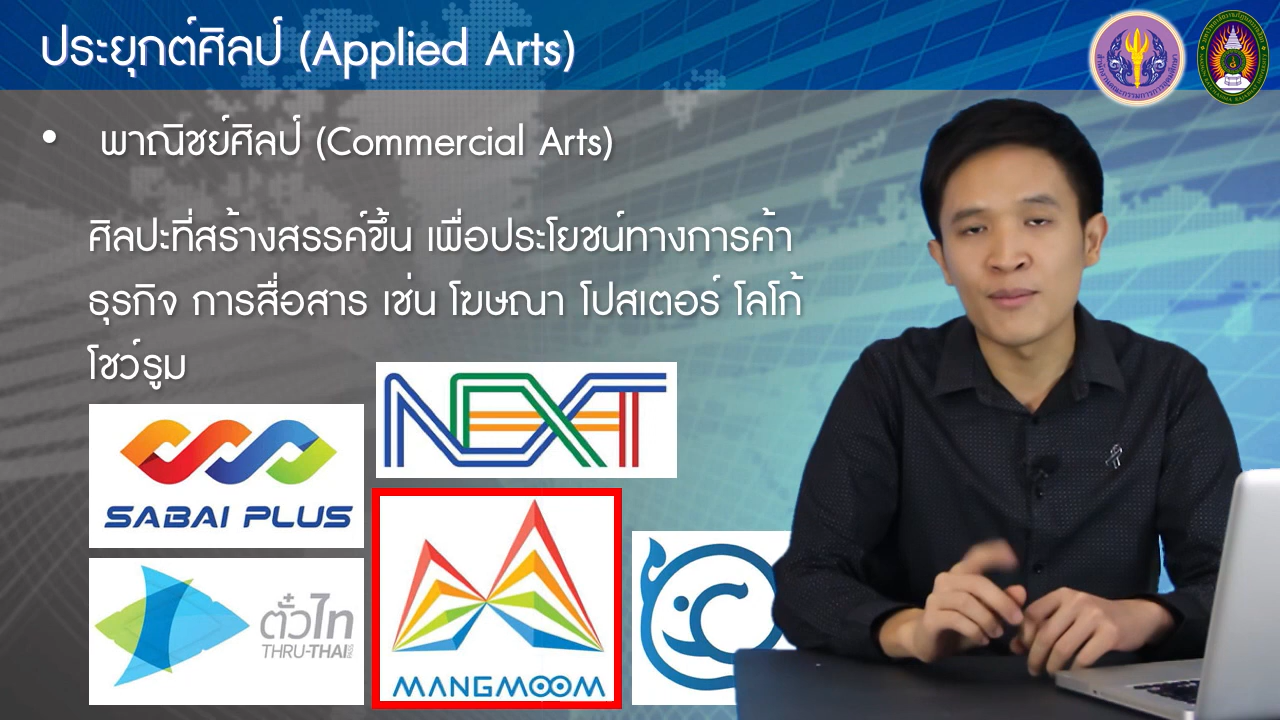 ประยุกต์ศิลป์ (Applied Arts)
• พาณิชย์ศิลป์ (Commercial Arts)
ศิลปะที่สร้างสรรค์ขึ้น เพื่อประโยชน์ทางการค้า
ธุรกิจ การสื่อสาร เช่น โฆษณา โปสเตอร์ โลโก้
โชว์รูม
NEXT
SABAI PLUS
ตั๋วไท
THRU-THAI
MANGMOOM